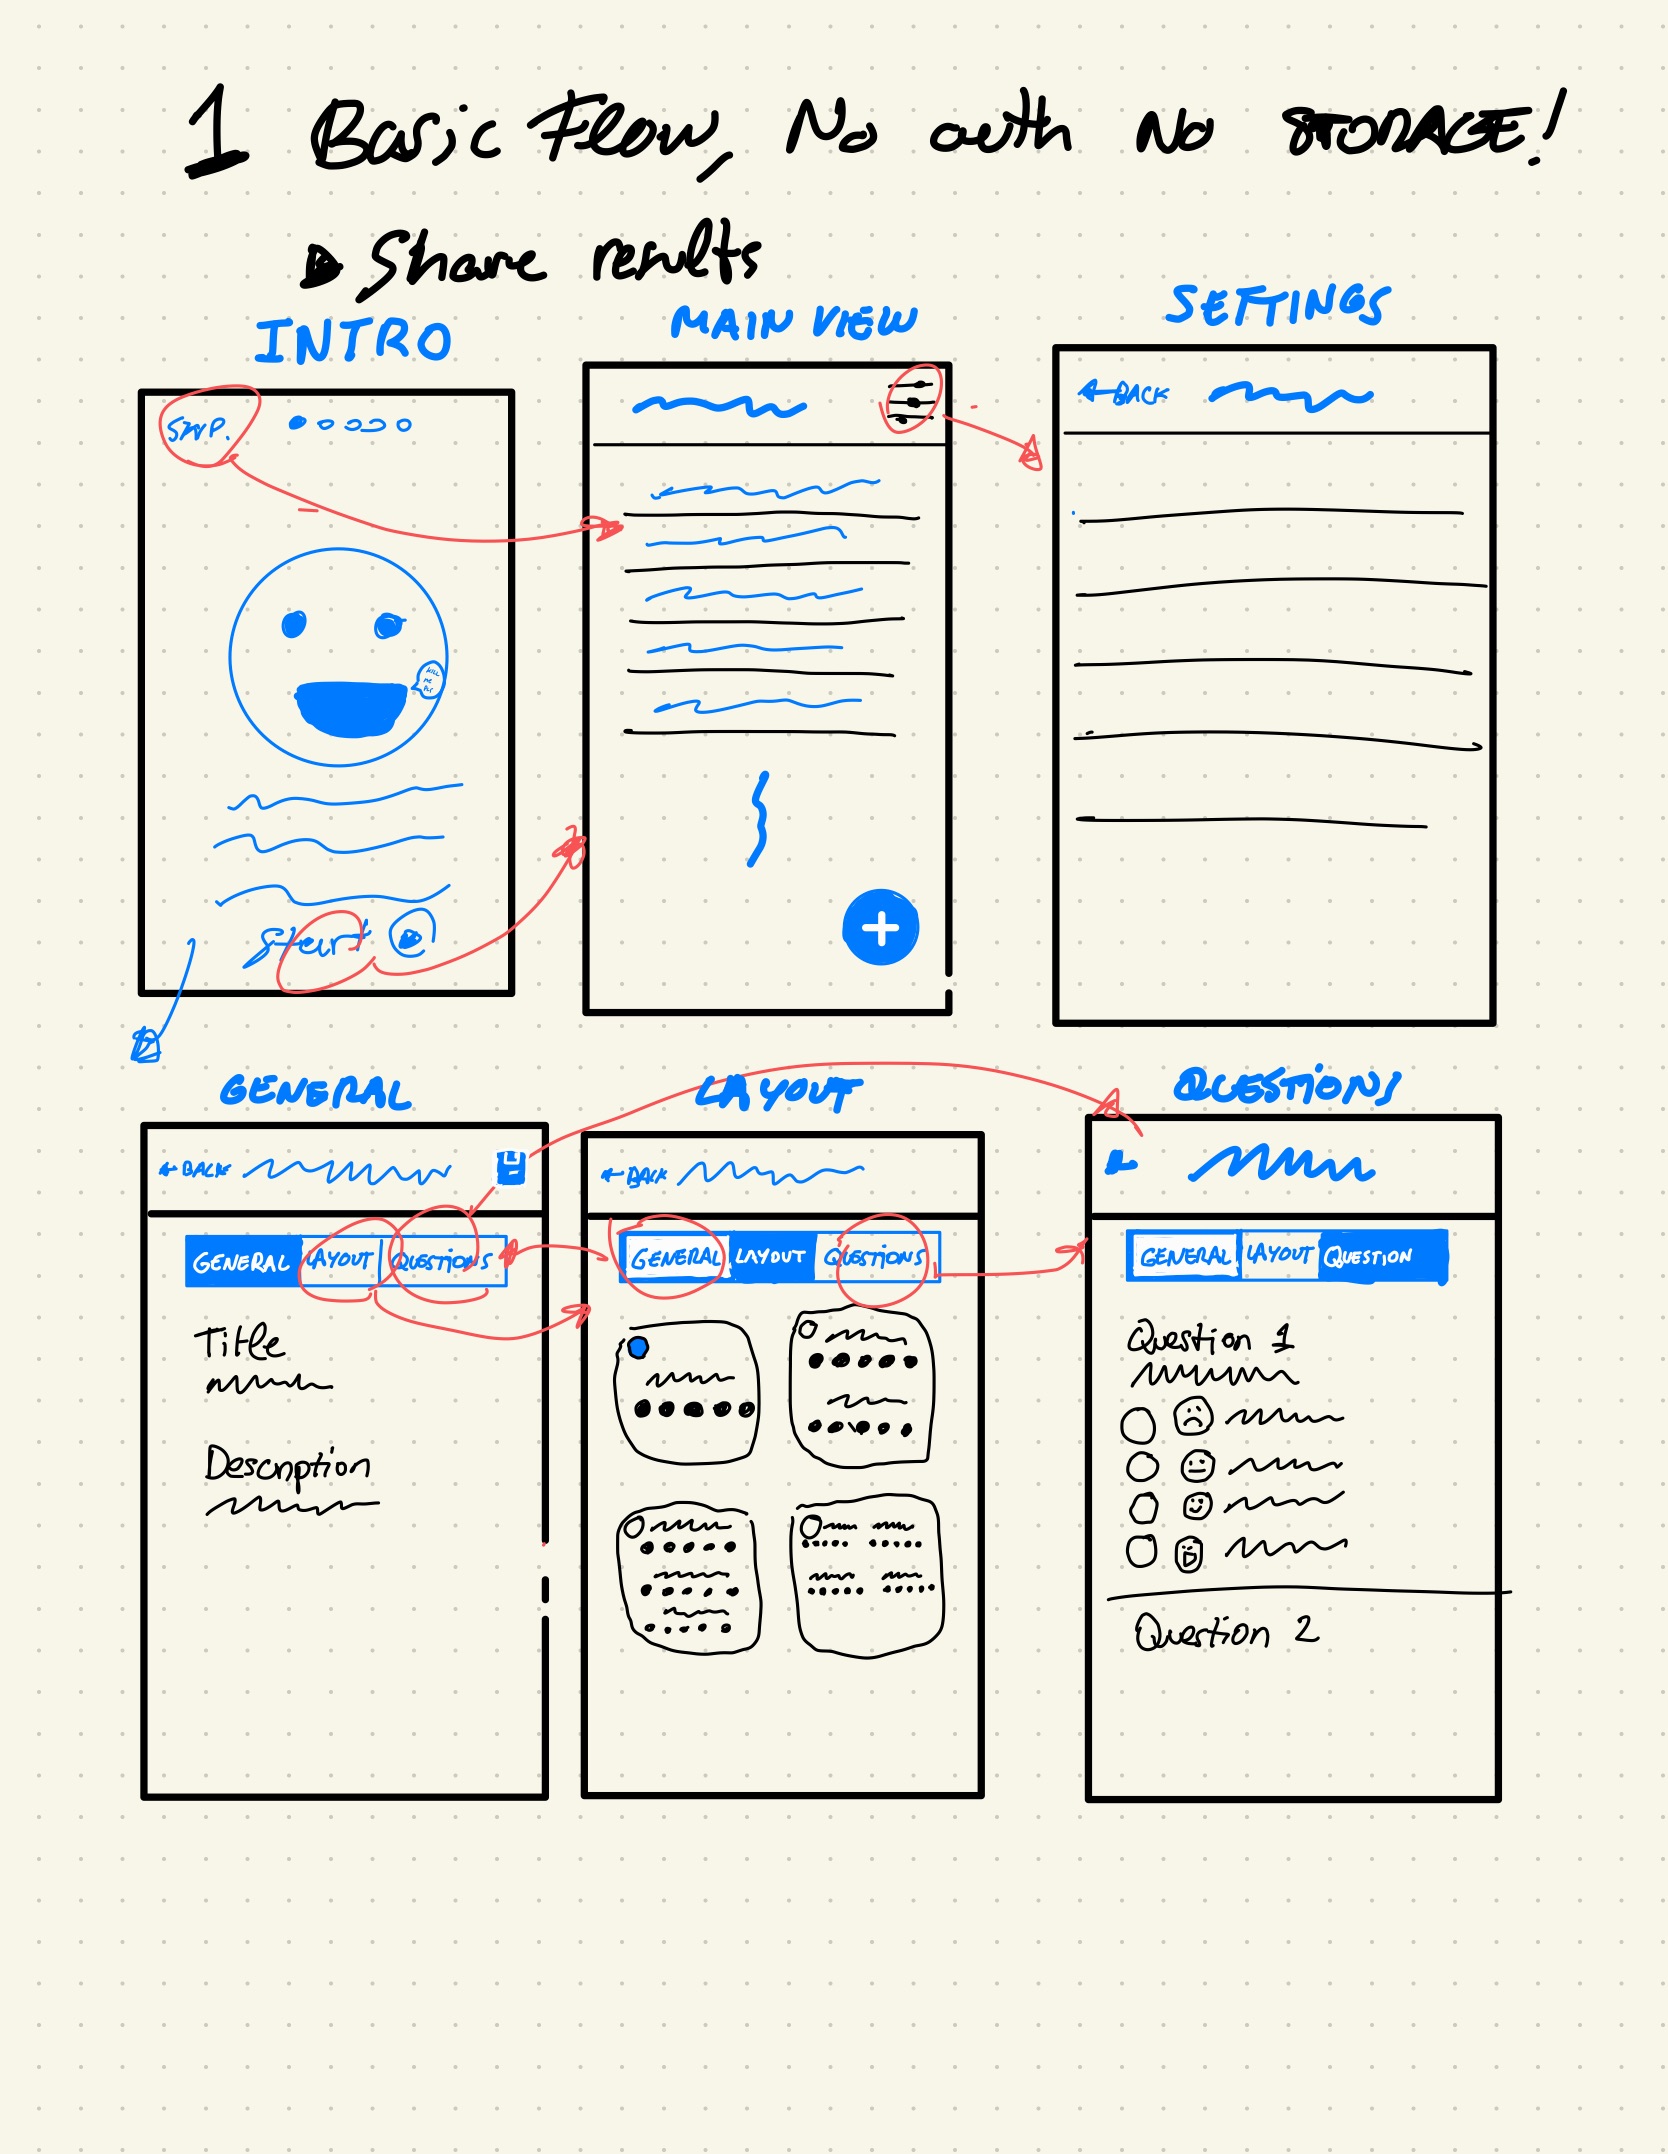 1 Basic Flow, No auth No STORAGE!
Share results
INTRO
MAIN VIEW
SETTINGS
BACK
Start
GENERAL
LAYOUT
QUESTIONS
BACK
BACK
GENERAL LAYOUT QUESTIONS
GENERAL LAYOUT QUESTIONS
GENERAL LAYOUT QUESTION
Title
Description
Question 1
Question 2